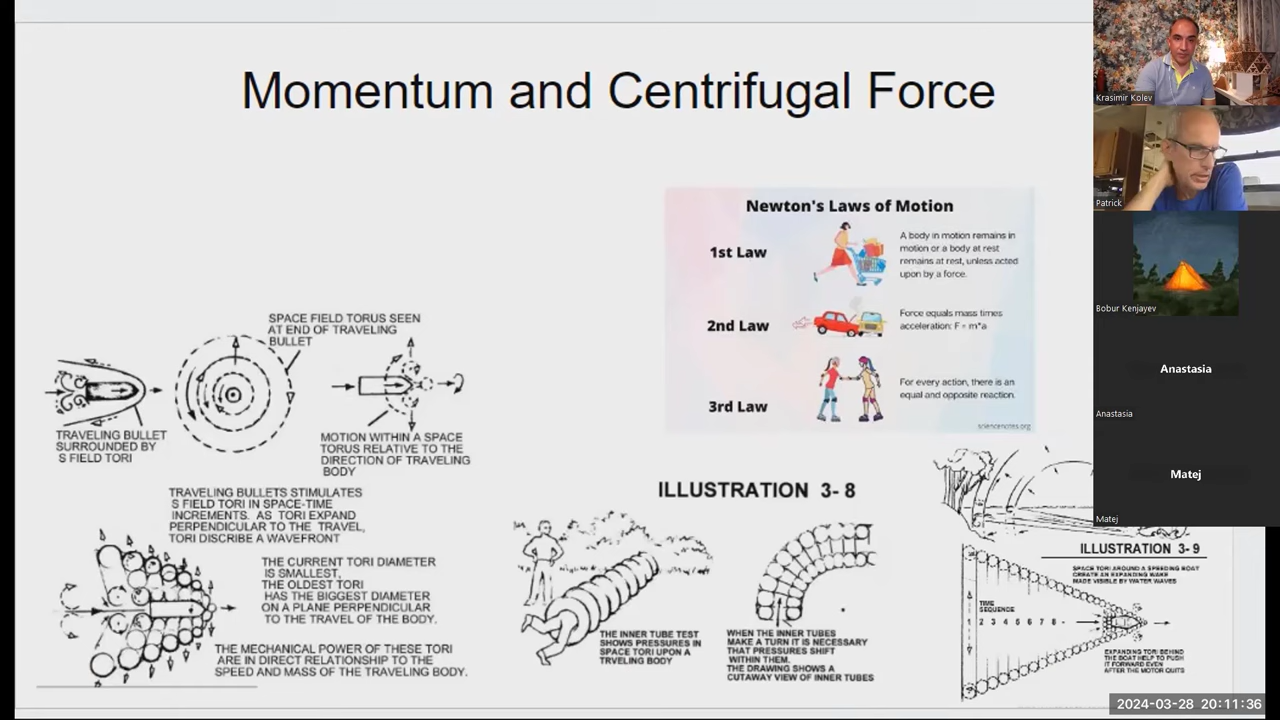 Momentum and Centrifugal Force
Newton's Laws of Motion
1st Law
A body in motion remains in
motion or a body at rest
remains at rest, unless acted
upon by a force.
2nd Law
Force equals mass times
acceleration: F = m*a
3rd Law
For every action, there is an
equal and opposite reaction.
sciencenotes.org
SPACE FIELD TORUS SEEN
AT END OF TRAVELING
BULLET
TRAVELING BULLET
SURROUNDED BY
S FIELD TORI
MOTION WITHIN A SPACE
TORUS RELATIVE TO THE
DIRECTION OF TRAVELING
BODY
TRAVELING BULLETS STIMULATES
S FIELD TORI IN SPACE-TIME
INCREMENTS. AS TORI EXPAND
PERPENDICULAR TO THE TRAVEL,
TORI DISCRIBE A WAVEFRONT
THE CURRENT TORI DIAMETER
IS SMALLEST,
THE OLDEST TORI
HAS THE BIGGEST DIAMETER
ON A PLANE PERPENDICULAR
TO THE TRAVEL OF THE BODY.
THE MECHANICAL POWER OF THESE TORI
ARE IN DIRECT RELATIONSHIP TO THE
SPEED AND MASS OF THE TRAVELING BODY.
ILLUSTRATION 3-8
THE INNER TUBE TEST
SHOWS PRESSURES IN
SPACE TORI UPON A
TRVELING BODY
WHEN THE INNER TUBES
MAKE A TURN IT IS NECESSARY
THAT PRESSURES SHIFT
WITHIN THEM.
THE DRAWING SHOWS A
CUTAWAY VIEW OF INNER TUBES
ILLUSTRATION 3-9
SPACE TORI AROUND A SPEEDING BOAT
CREATE AN EXPANDING WAKE
MADE VISIBLE BY WATER WAVES
TIME
SEQUENCE
1 2 3 4 5 6 7 8 -
EXPANDING TORI BEHIND
THE BOAT HELP TO PUSH
IT FORWARD EVEN
AFTER THE MOTOR QUITS
Krasimir Kolev
Patrick
Bobur Kenjayev
Anastasia
Anastasia
Matej
Matej
2024-03-28 20:11:36